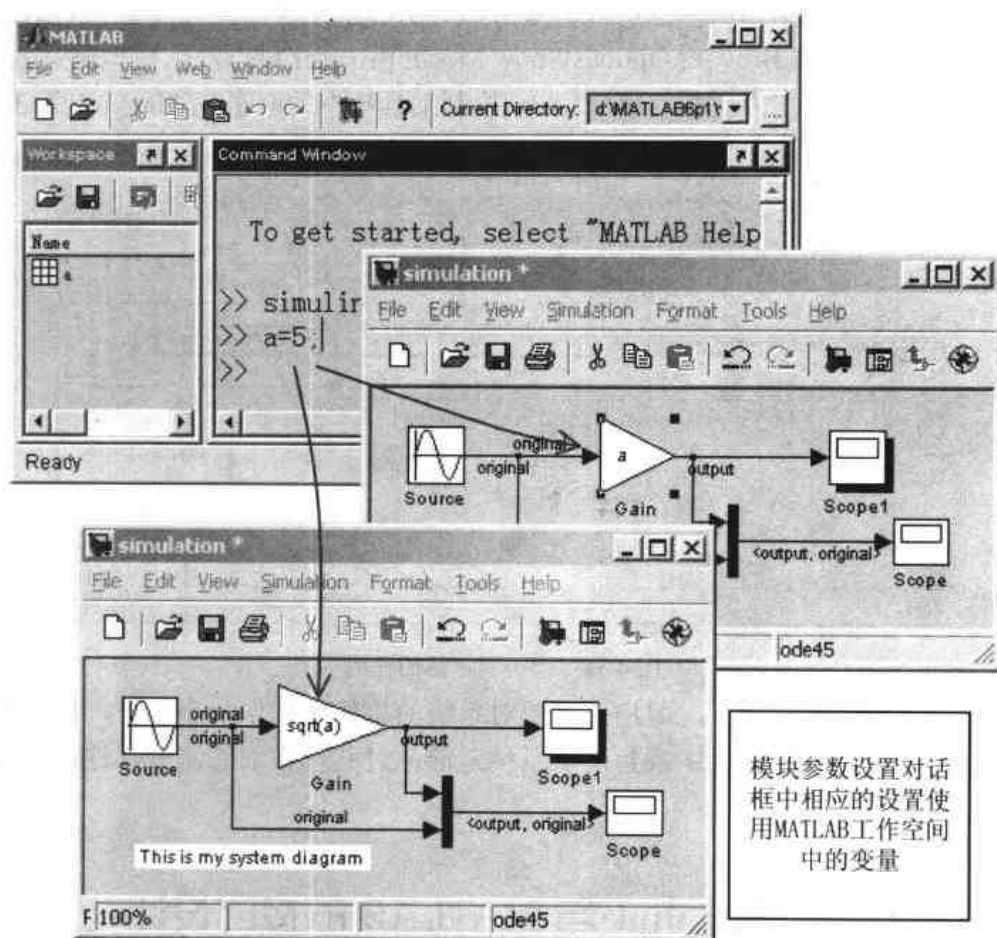 MATLAB
File Edit View Web Window Help
? Current Directory: d:\MATLAB6p1\
Workspace
Command Window
Name
a
To get started, select "MATLAB Help
>> simulin
>> a=5;
>>
Ready
simulation *
File Edit View Simulation Format Tools Help
original
original
a
output
Source
Gain
Scope1
<output, original>
Scope
ode45
simulation *
File Edit View Simulation Format Tools Help
original
original
sqrt(a)
output
Source
Gain
Scope1
original
<output, original>
Scope
This is my system diagram
F 100%
ode45
模块参数设置对话
框中相应的设置使
用MATLAB工作空间
中的变量